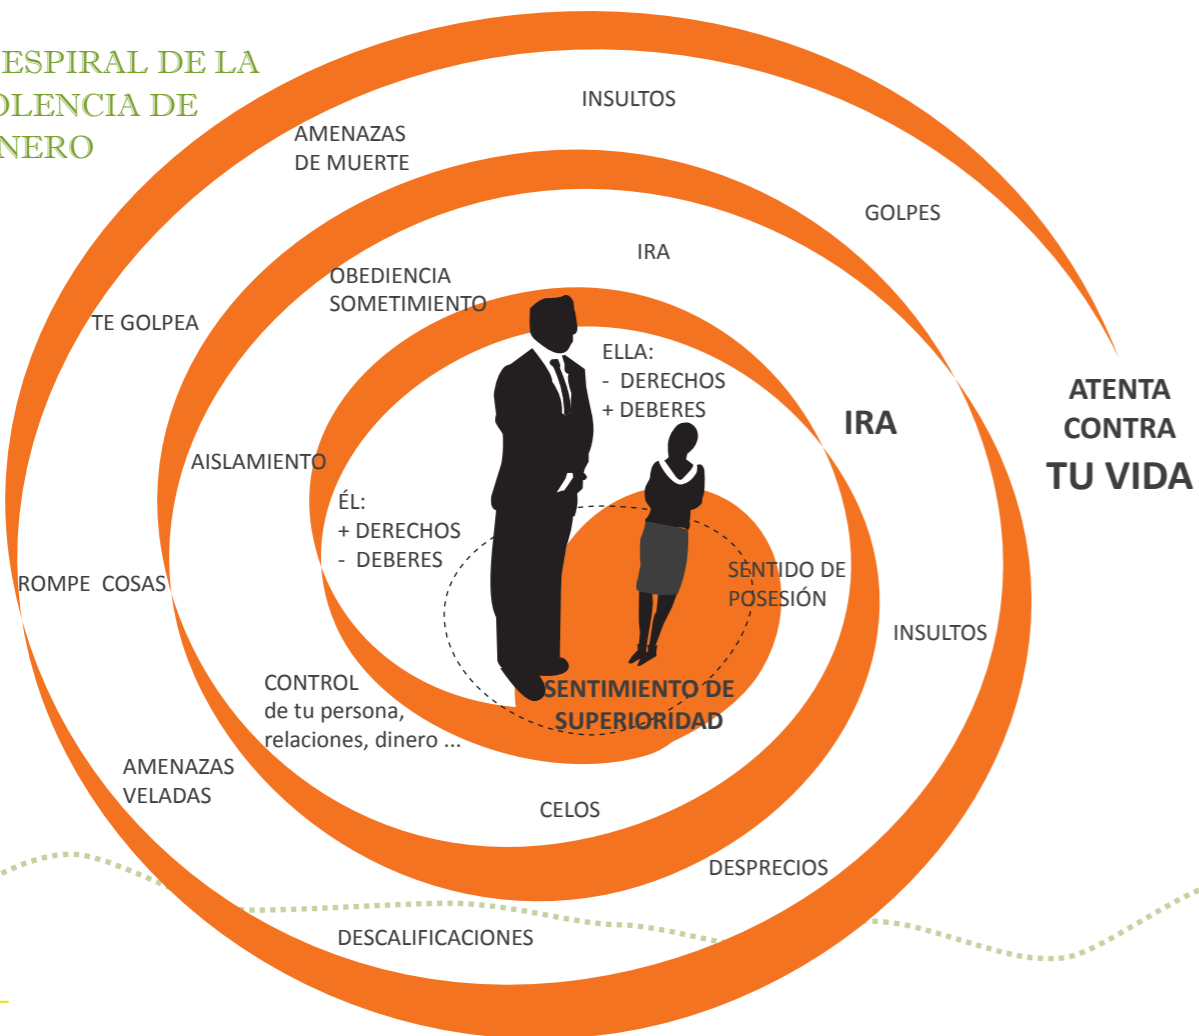 ESPIRAL DE LA
OLENCIA DE
NERO
INSULTOS
AMENAZAS
DE MUERTE
GOLPES
IRA
OBEDIENCIA
SOMETIMIENTO
TE GOLPEA
ELLA:
- DERECHOS
+ DEBERES
IRA
ATENTA
CONTRA
TU VIDA
AISLAMIENTO
ÉL:
+ DERECHOS
- DEBERES
ROMPE COSAS
SENTIDO DE
POSESIÓN
INSULTOS
SENTIMIENTO DE
SUPERIORIDAD
CONTROL
de tu persona,
relaciones, dinero ...
AMENAZAS
VELADAS
CELOS
DESPRECIOS
DESCALIFICACIONES